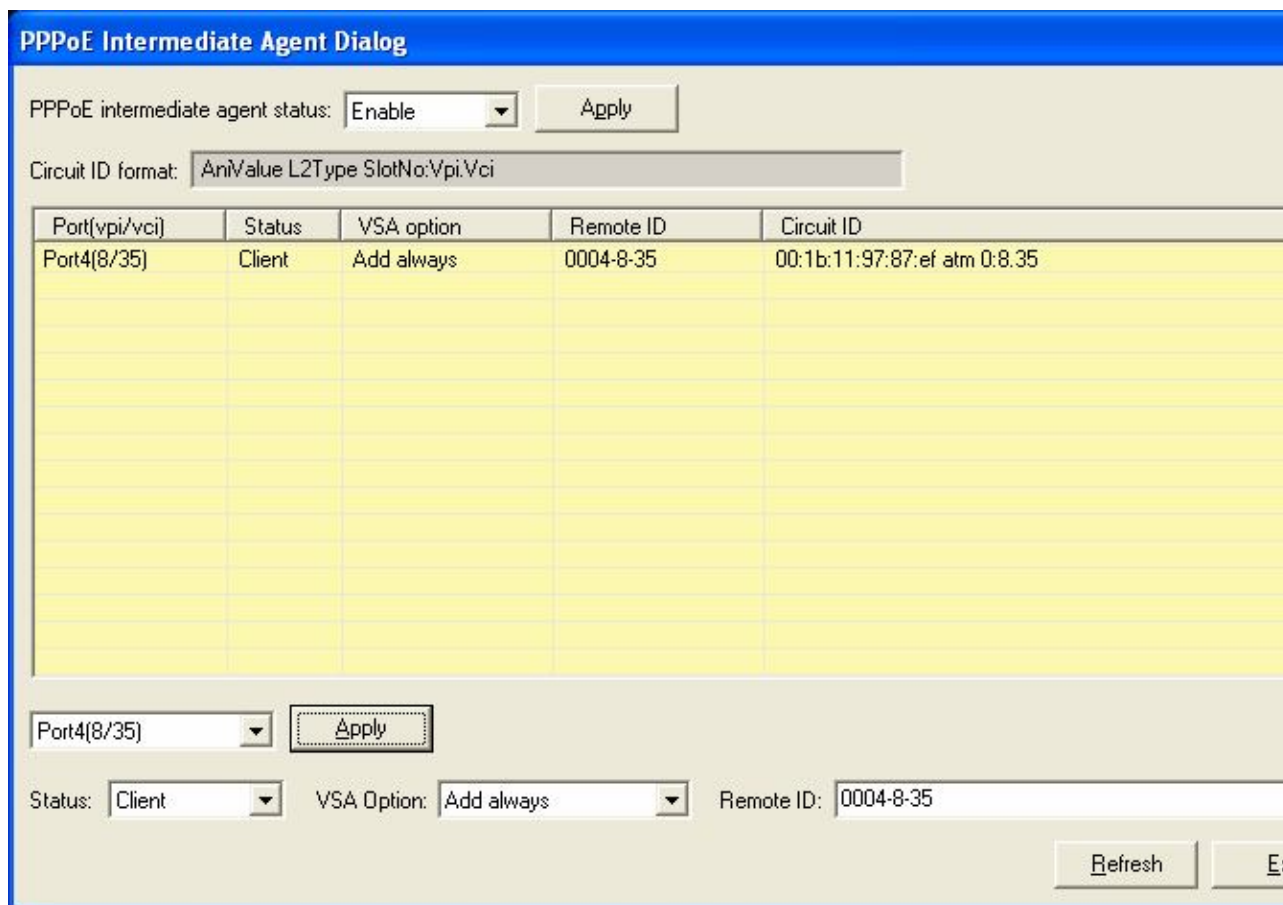 PPPoE Intermediate Agent Dialog
PPPoE intermediate agent status: Enable Apply
Circuit ID format: AniValue L2Type SlotNo:Vpi.Vci
Port(vpi/vci) Status VSA option Remote ID Circuit ID
Port4(8/35) Client Add always 0004-8-35 00:1b:11:97:87:ef atm 0:8.35
Port4(8/35) Apply
Status: Client VSA Option: Add always Remote ID: 0004-8-35
Refresh